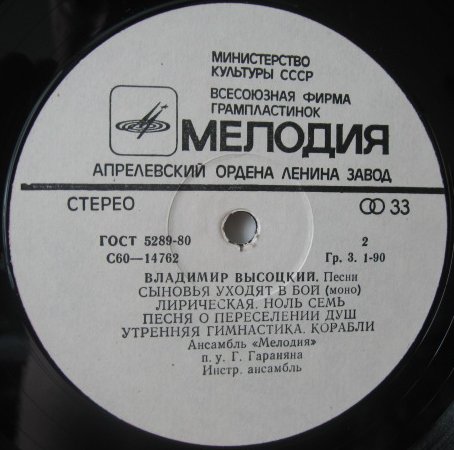 МИНИСТЕРСТВО
КУЛЬТУРЫ СССР
ВСЕСОЮЗНАЯ ФИРМА
ГРАМПЛАСТИНОК
МЕЛОДИЯ
АПРЕЛЕВСКИЙ ОРДЕНА ЛЕНИНА ЗАВОД
СТЕРЕО 33
ГОСТ 5289-80 2
С60—14762 Гр. 3. 1-90
ВЛАДИМИР ВЫСОЦКИЙ. Песни
СЫНОВЬЯ УХОДЯТ В БОЙ (моно)
ЛИРИЧЕСКАЯ. НОЛЬ СЕМЬ
ПЕСНЯ О ПЕРЕСЕЛЕНИИ ДУШ
УТРЕННЯЯ ГИМНАСТИКА. КОРАБЛИ
Ансамбль «Мелодия»
п. у. Г. Гараняна
Инстр. ансамбль